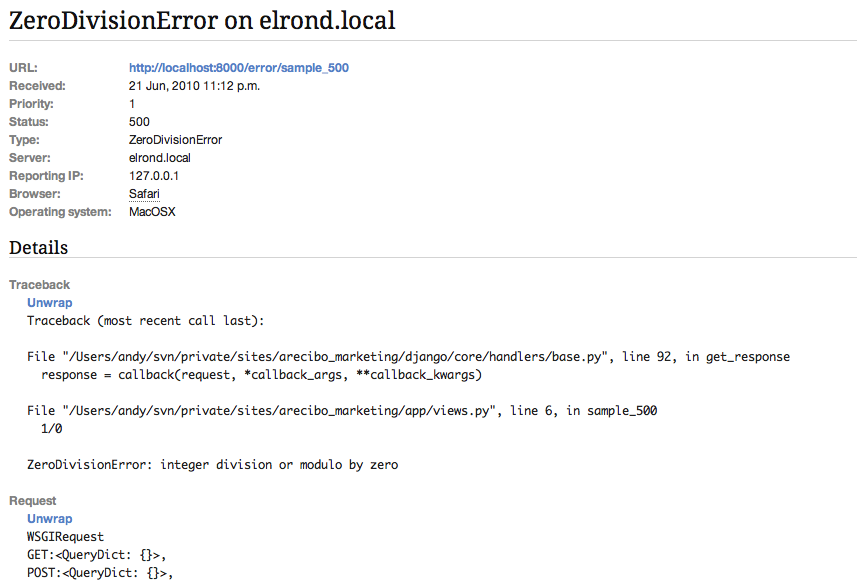 ZeroDivisionError on elrond.local
URL: http://localhost:8000/error/sample_500
Received: 21 Jun, 2010 11:12 p.m.
Priority: 1
Status: 500
Type: ZeroDivisionError
Server: elrond.local
Reporting IP: 127.0.0.1
Browser: Safari
Operating system: MacOSX
Details
Traceback
Unwrap
Traceback (most recent call last):
File "/Users/andy/svn/private/sites/arecibo_marketing/django/core/handlers/base.py", line 92, in get_response
response = callback(request, *callback_args, **callback_kwargs)
File "/Users/andy/svn/private/sites/arecibo_marketing/app/views.py", line 6, in sample_500
1/0
ZeroDivisionError: integer division or modulo by zero
Request
Unwrap
WSGIRequest
GET:<QueryDict: {}>,
POST:<QueryDict: {}>,